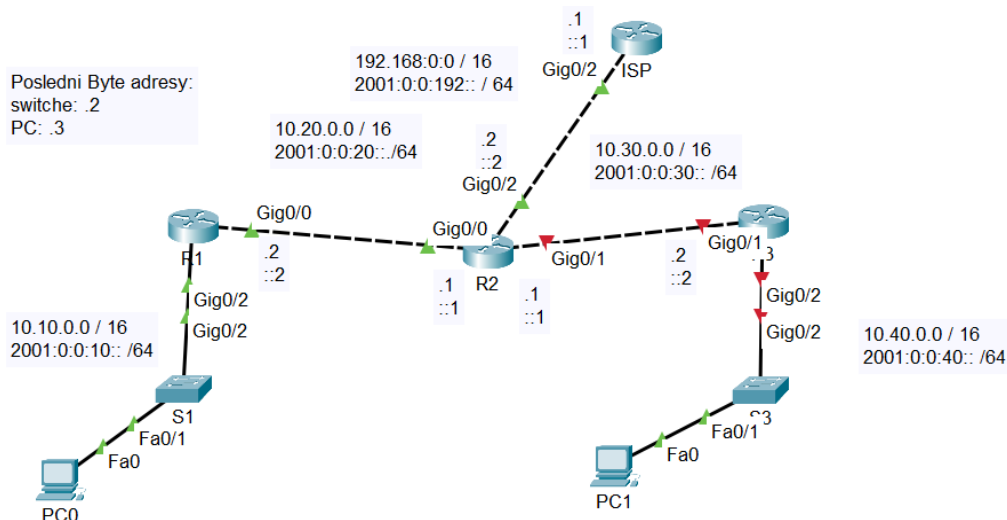 .1
::1
192.168:0:0 / 16
2001:0:0:192:: / 64
Gig0/2
ISP
Posledni Byte adresy:
switche: .2
PC: .3
10.20.0.0 / 16
2001:0:0:20::./64
.2
::2
Gig0/2
10.30.0.0 / 16
2001:0:0:30:: /64
Gig0/0
Gig0/0
R1
.2
::2
R2
.1
::1
.1
::1
Gig0/1
.2
::2
Gig0/1
3
Gig0/2
Gig0/2
10.10.0.0 / 16
2001:0:0:10:: /64
Gig0/2
Gig0/2
10.40.0.0 / 16
2001:0:0:40:: /64
S1
Fa0/1
Fa0
PC0
S3
Fa0/1
Fa0
PC1